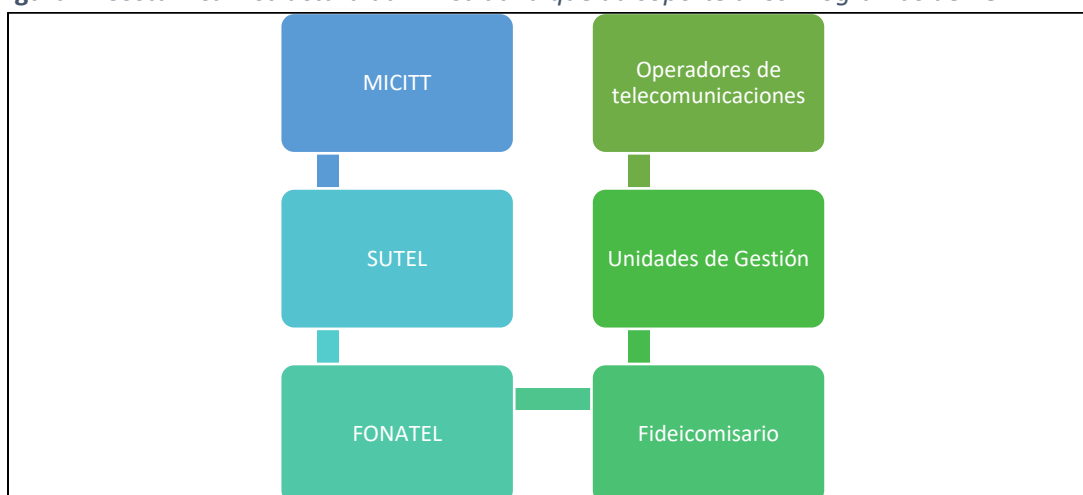 MICITT
Operadores de
telecomunicaciones
SUTEL
Unidades de Gestión
FONATEL
Fideicomisario